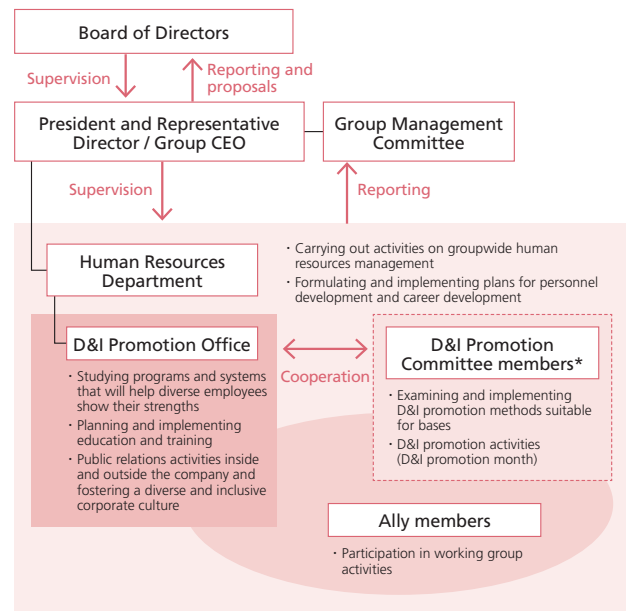 Board of Directors
Supervision
Reporting and
proposals
President and Representative
Director / Group CEO
Group Management
Committee
Supervision
Reporting
Human Resources
Department
・Carrying out activities on groupwide human
resources management
・Formulating and implementing plans for personnel
development and career development
D&I Promotion Office
・Studying programs and systems
that will help diverse employees
show their strengths
・Planning and implementing
education and training
・Public relations activities inside
and outside the company and
fostering a diverse and inclusive
corporate culture
Cooperation
D&I Promotion
Committee members*
・Examining and implementing
D&I promotion methods suitable
for bases
・D&I promotion activities
(D&I promotion month)
Ally members
・Participation in working group
activities